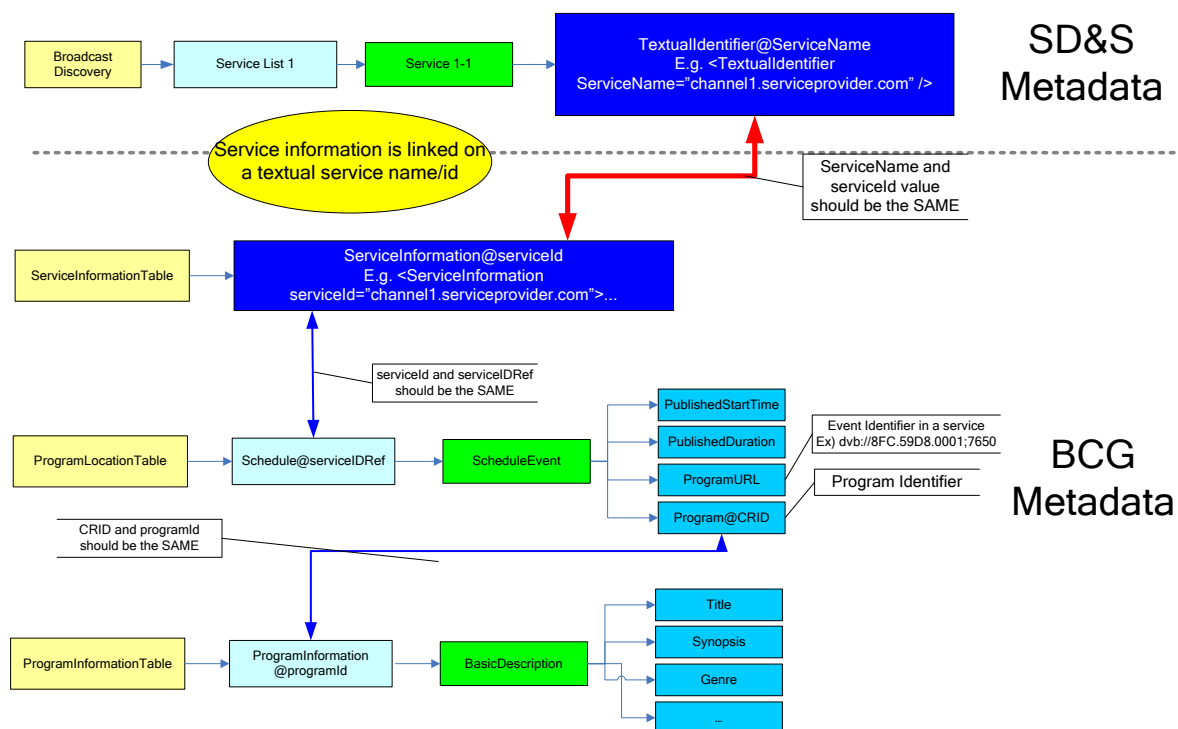 Broadcast
Discovery
Service List 1
Service 1-1
TextualIdentifier@ServiceName
E.g. <TextualIdentifier
ServiceName="channel1.serviceprovider.com" />
SD&S
Metadata
Service information is linked on
a textual service name/id
ServiceName and
serviceId value
should be the SAME
ServiceInformationTable
ServiceInformation@serviceId
E.g. <ServiceInformation
serviceId="channel1.serviceprovider.com">...
serviceId and serviceIDRef
should be the SAME
ProgramLocationTable
Schedule@serviceIDRef
ScheduleEvent
PublishedStartTime
PublishedDuration
ProgramURL
Program@CRID
Event Identifier in a service
Ex) dvb://8FC.59D8.0001;7650
Program Identifier
BCG
Metadata
CRID and programId
should be the SAME
ProgramInformationTable
ProgramInformation
@programId
BasicDescription
Title
Synopsis
Genre
...